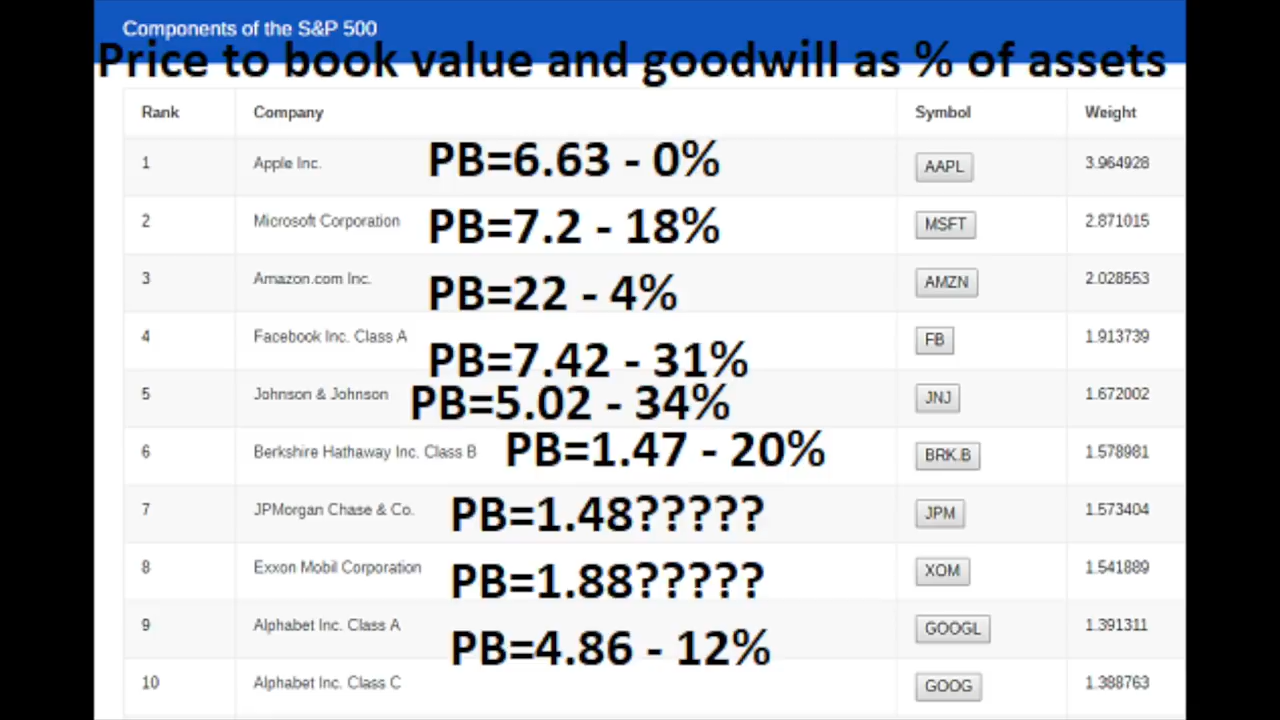 Components of the S&P 500
Price to book value and goodwill as % of assets
Rank Company Symbol Weight
1 Apple Inc. PB=6.63 - 0% AAPL 3.964928
2 Microsoft Corporation PB=7.2 - 18% MSFT 2.871015
3 Amazon.com Inc. PB=22 - 4% AMZN 2.028553
4 Facebook Inc. Class A PB=7.42 - 31% FB 1.913739
5 Johnson & Johnson PB=5.02 - 34% JNJ 1.672002
6 Berkshire Hathaway Inc. Class B PB=1.47 - 20% BRK.B 1.578981
7 JPMorgan Chase & Co. PB=1.48????? JPM 1.573404
8 Exxon Mobil Corporation PB=1.88????? XOM 1.541889
9 Alphabet Inc. Class A PB=4.86 - 12% GOOGL 1.391311
10 Alphabet Inc. Class C GOOG 1.388763